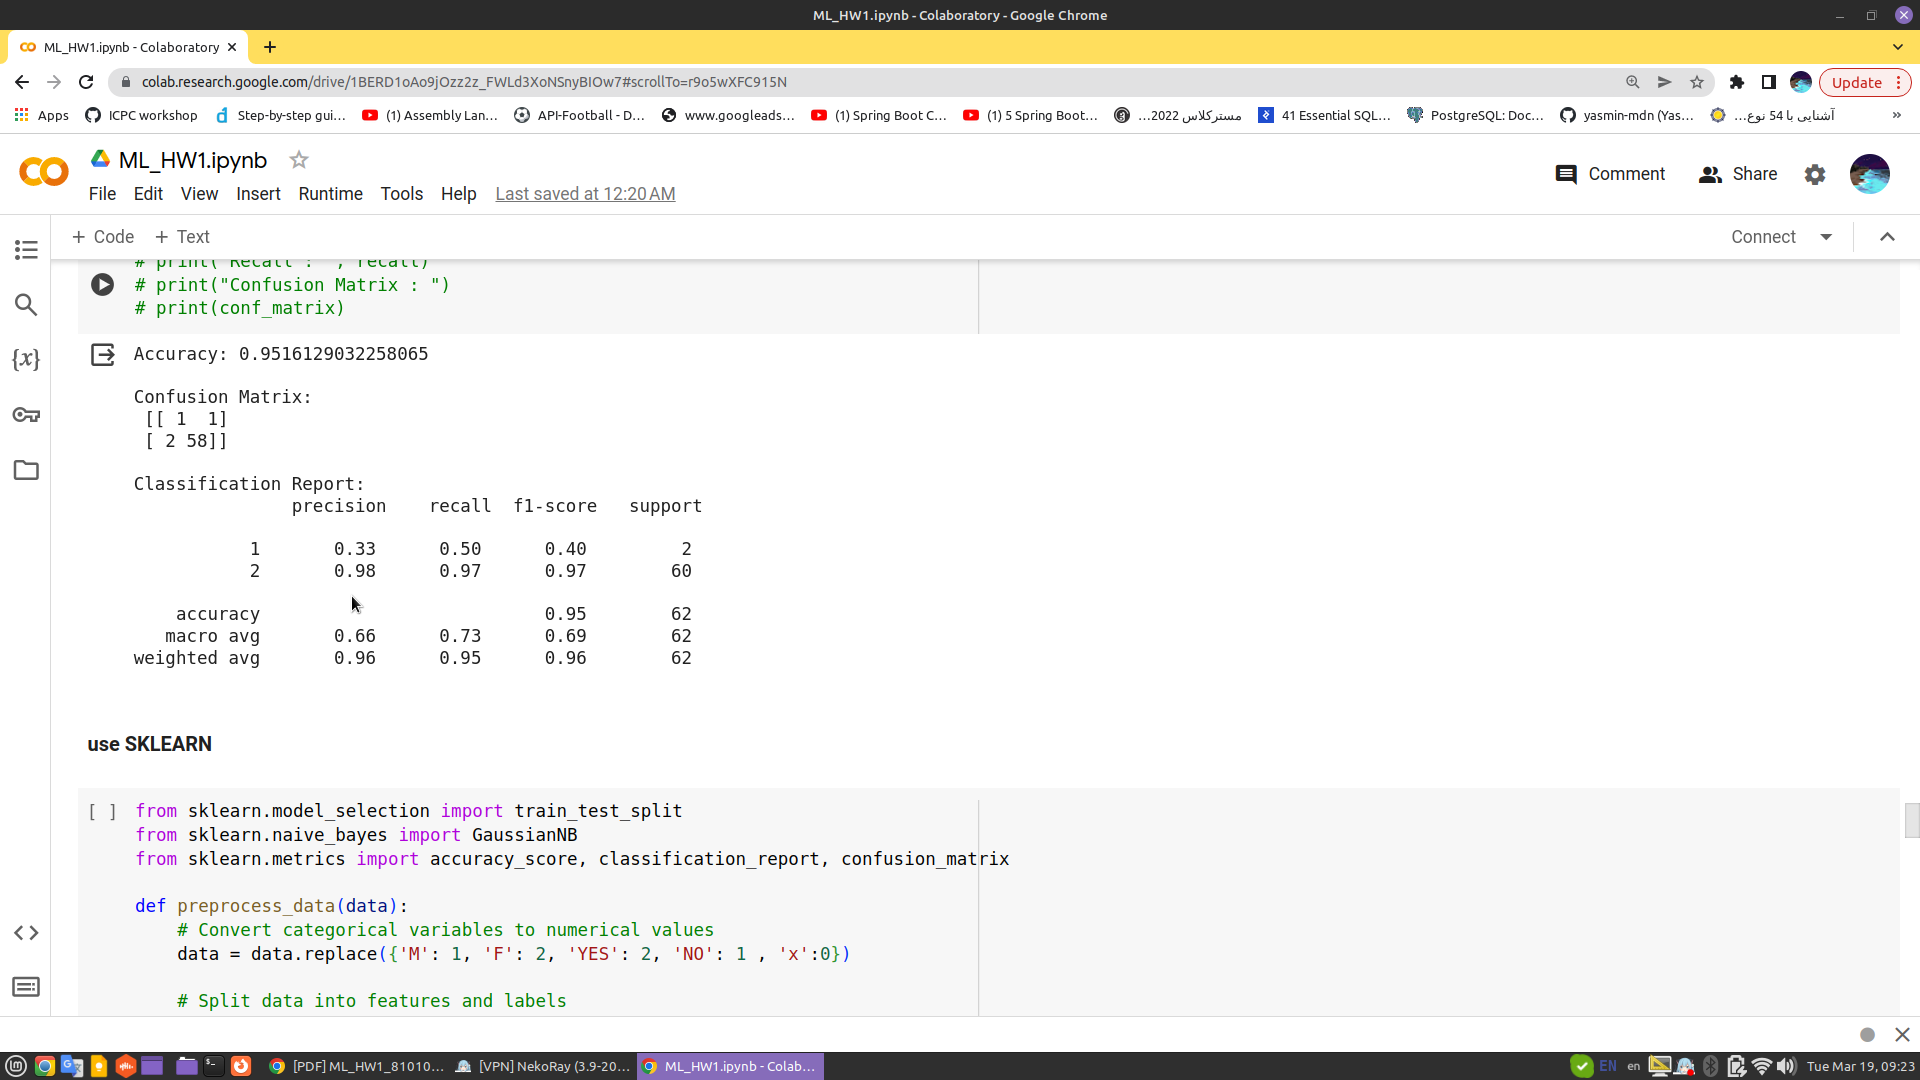 ML_HW1.ipynb - Colaboratory - Google Chrome
ML_HW1.ipynb - Colaboratory
colab.research.google.com/drive/1BERD1oAo9jOzz2z_FWLd3XoNSnyBIOw7#scrollTo=r9o5wXFC915N
Update
Apps ICPC workshop Step-by-step gui... (1) Assembly Lan... API-Football - D... www.googleads... (1) Spring Boot C... (1) 5 Spring Boot... مسترکلاس 2022... 41 Essential SQL... PostgreSQL: Doc... yasmin-mdn (Yas... آشنایی با 54 نوع... »
ML_HW1.ipynb
Comment Share
File Edit View Insert Runtime Tools Help Last saved at 12:20 AM
+ Code + Text Connect
# print("Recall : ", recall)
# print("Confusion Matrix : ")
# print(conf_matrix)
Accuracy: 0.9516129032258065
Confusion Matrix:
[[ 1 1]
[ 2 58]]
Classification Report:
precision recall f1-score support
1 0.33 0.50 0.40 2
2 0.98 0.97 0.97 60
accuracy 0.95 62
macro avg 0.66 0.73 0.69 62
weighted avg 0.96 0.95 0.96 62
use SKLEARN
[ ] from sklearn.model_selection import train_test_split
from sklearn.naive_bayes import GaussianNB
from sklearn.metrics import accuracy_score, classification_report, confusion_matrix
def preprocess_data(data):
# Convert categorical variables to numerical values
data = data.replace({'M': 1, 'F': 2, 'YES': 2, 'NO': 1 , 'x':0})
# Split data into features and labels
{x}
[PDF] ML_HW1_81010... [VPN] NekoRay (3.9-20... ML_HW1.ipynb - Colab... EN en Tue Mar 19, 09:23